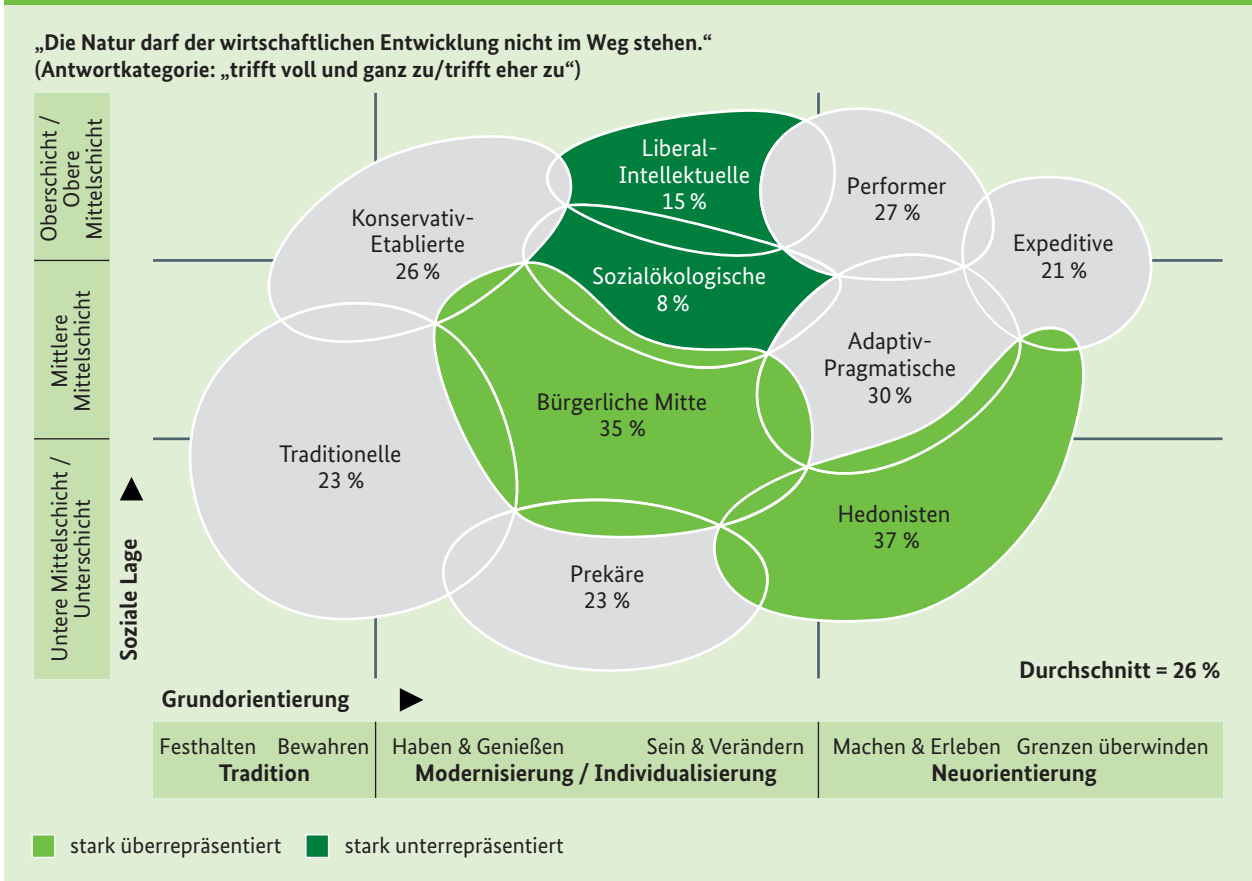 „Die Natur darf der wirtschaftlichen Entwicklung nicht im Weg stehen.“
(Antwortkategorie: „trifft voll und ganz zu/trifft eher zu“)
Oberschicht /
Obere
Mittelschicht
Mittlere
Mittelschicht
Untere Mittelschicht /
Unterschicht
Soziale Lage ▲
Konservativ-
Etablierte
26 %
Liberal-
Intellektuelle
15 %
Performer
27 %
Expeditive
21 %
Sozialökologische
8 %
Adaptiv-
Pragmatische
30 %
Bürgerliche Mitte
35 %
Traditionelle
23 %
Hedonisten
37 %
Prekäre
23 %
Durchschnitt = 26 %
Grundorientierung ▶
Festhalten Bewahren
Tradition
Haben & Genießen Sein & Verändern
Modernisierung / Individualisierung
Machen & Erleben Grenzen überwinden
Neuorientierung
stark überrepräsentiert
stark unterrepräsentiert